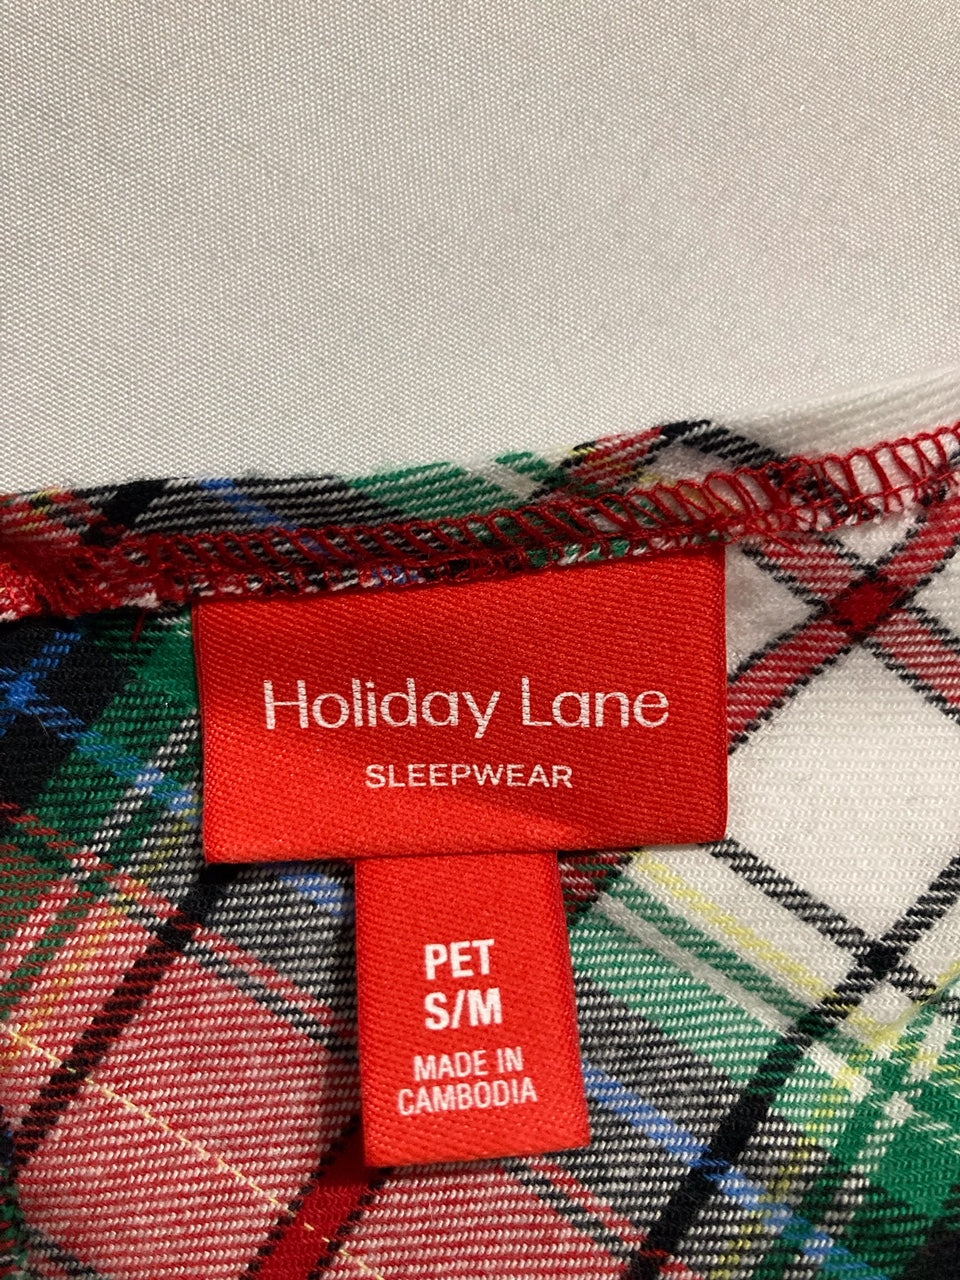 Holiday Lane
SLEEPWEAR
PET
S/M
MADE IN
CAMBODIA